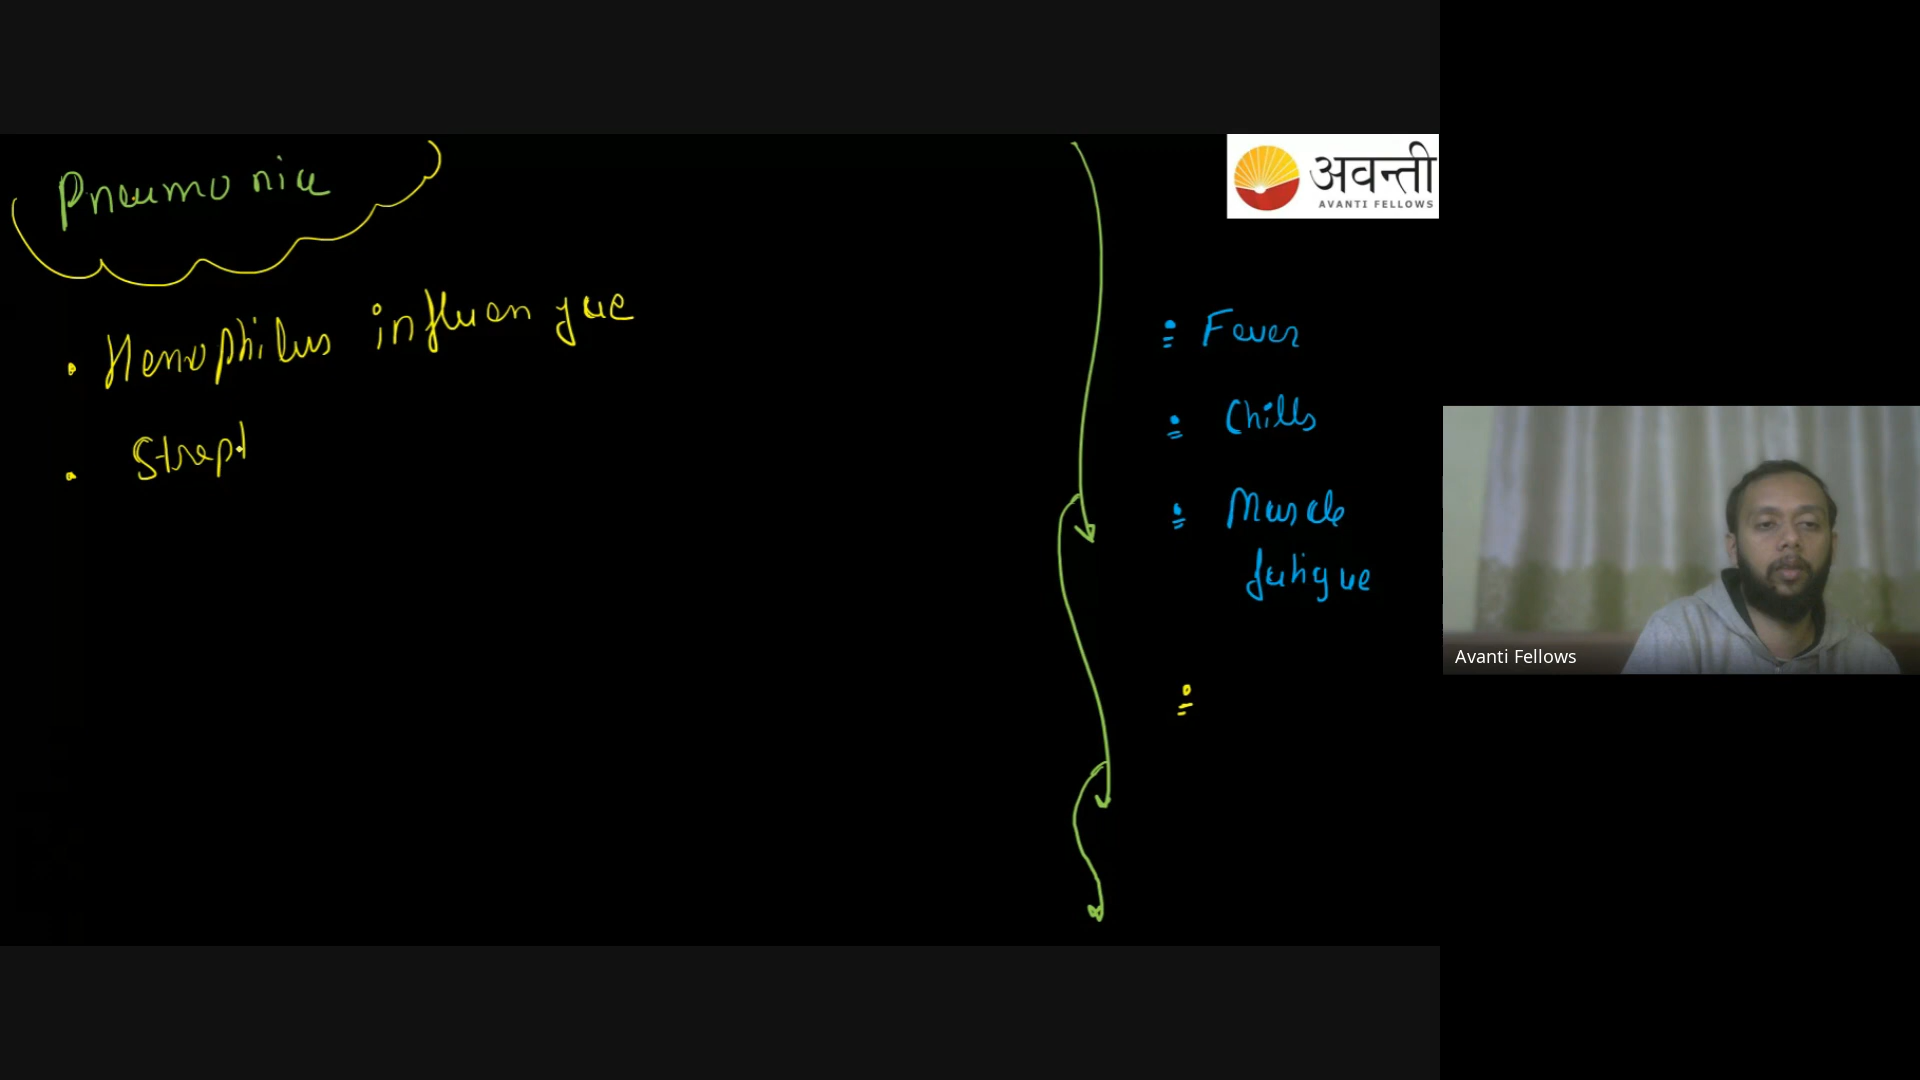 Pneumonia
अवन्ती
AVANTI FELLOWS
• Hemophilus influenzae
• Strept
Fever
Chills
Muscle
fatigue
Avanti Fellows